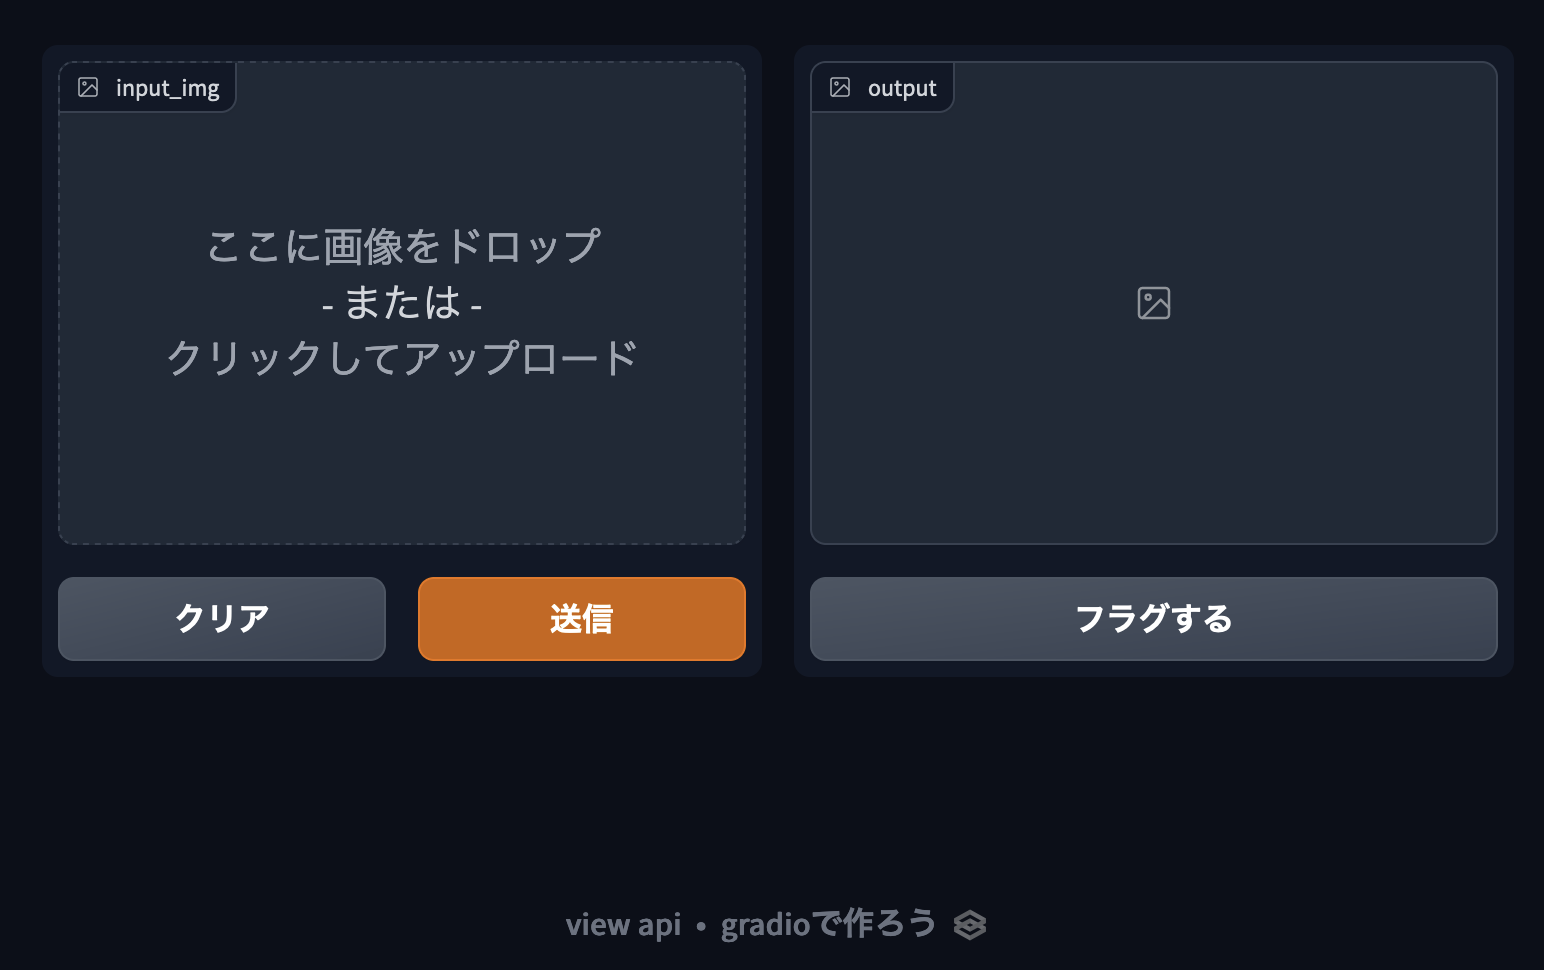 input_img
ここに画像をドロップ
- または -
クリックしてアップロード
クリア
送信
output
フラグする
view api • gradioで作ろう